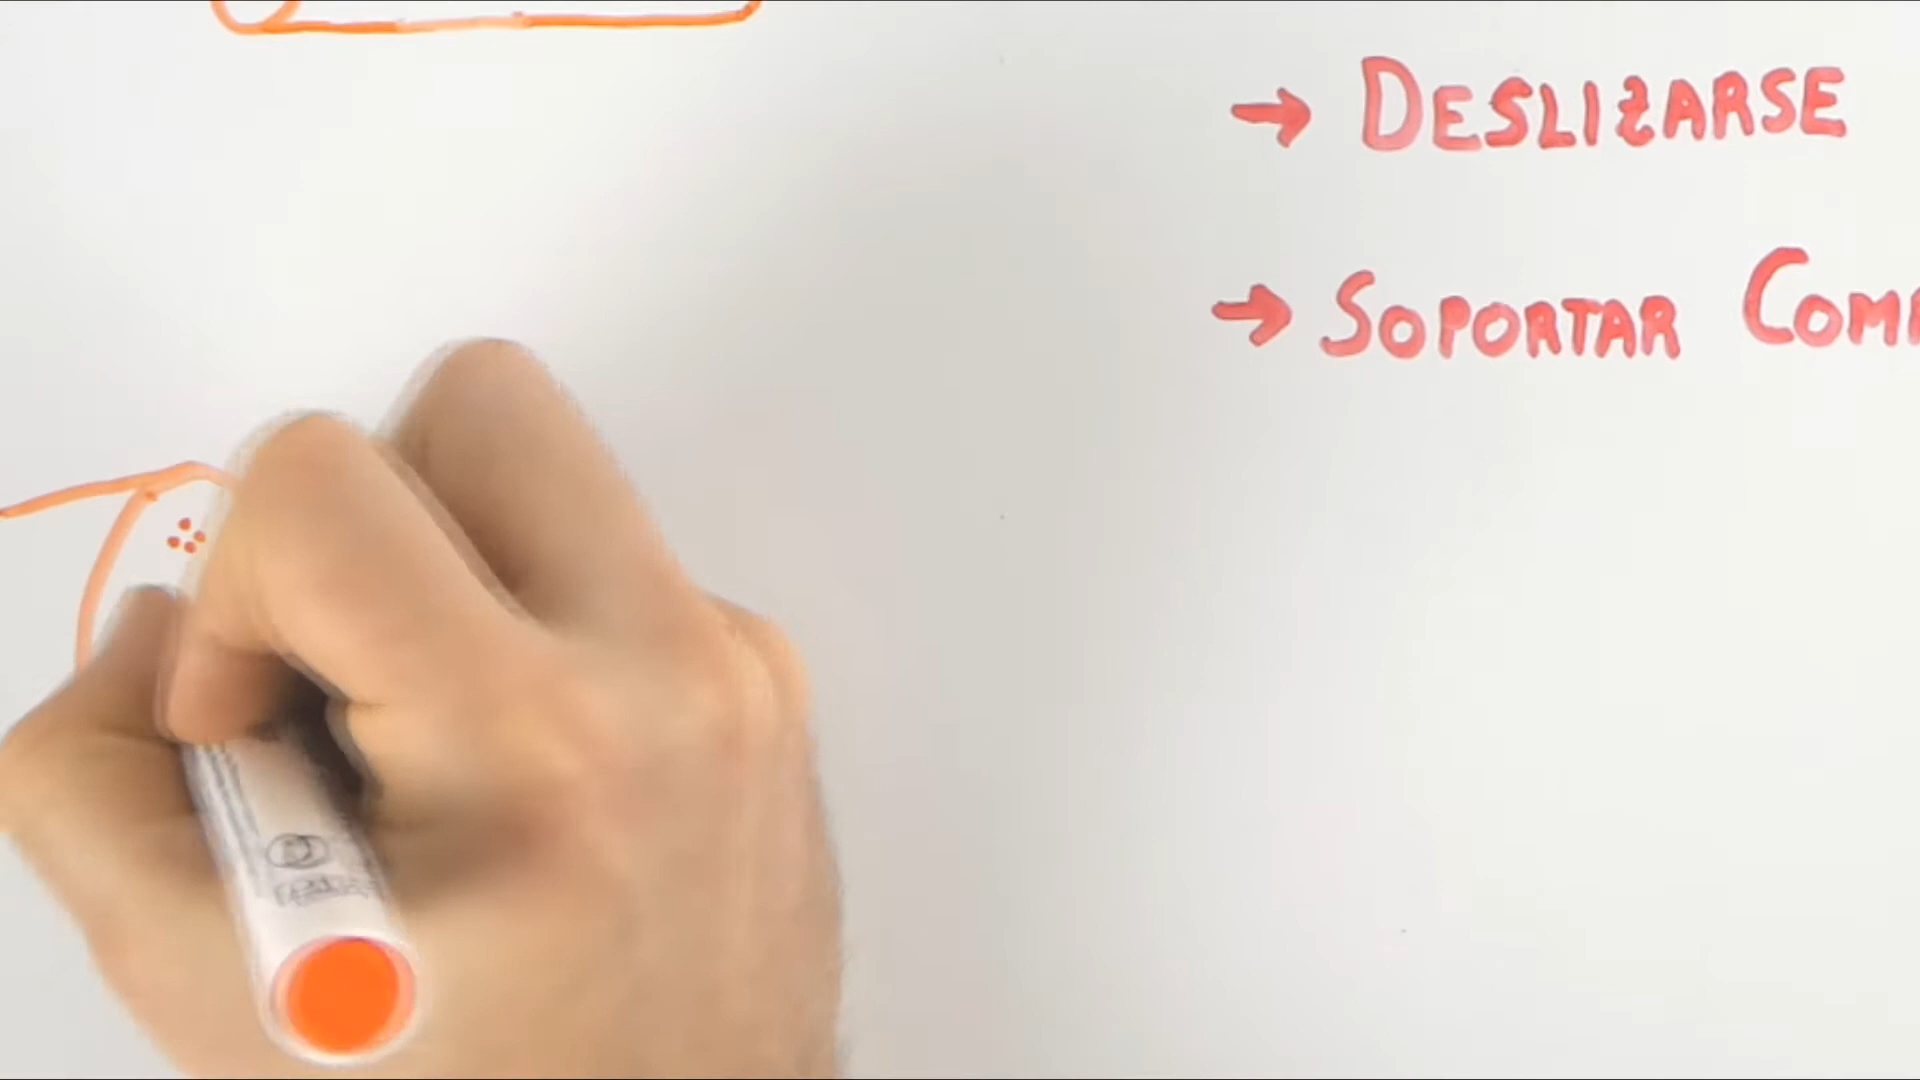 → DESLIZARSE
→ SOPORTAR